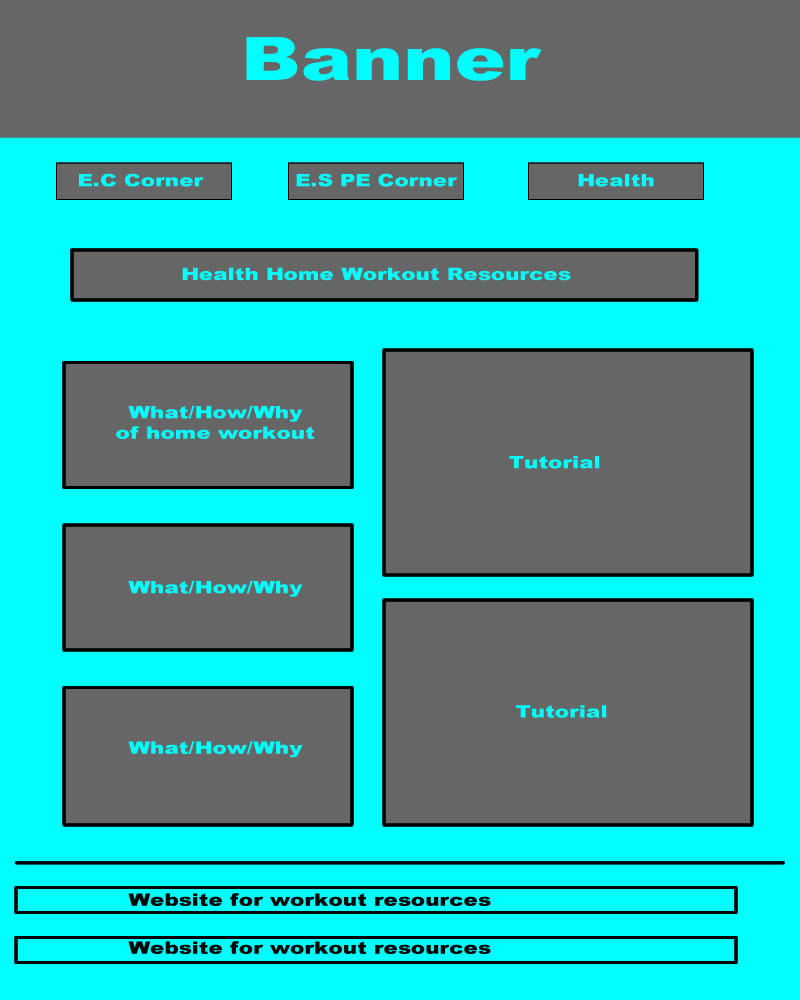 Banner
E.C Corner
E.S PE Corner
Health
Health Home Workout Resources
What/How/Why
of home workout
Tutorial
What/How/Why
Tutorial
What/How/Why
Website for workout resources
Website for workout resources